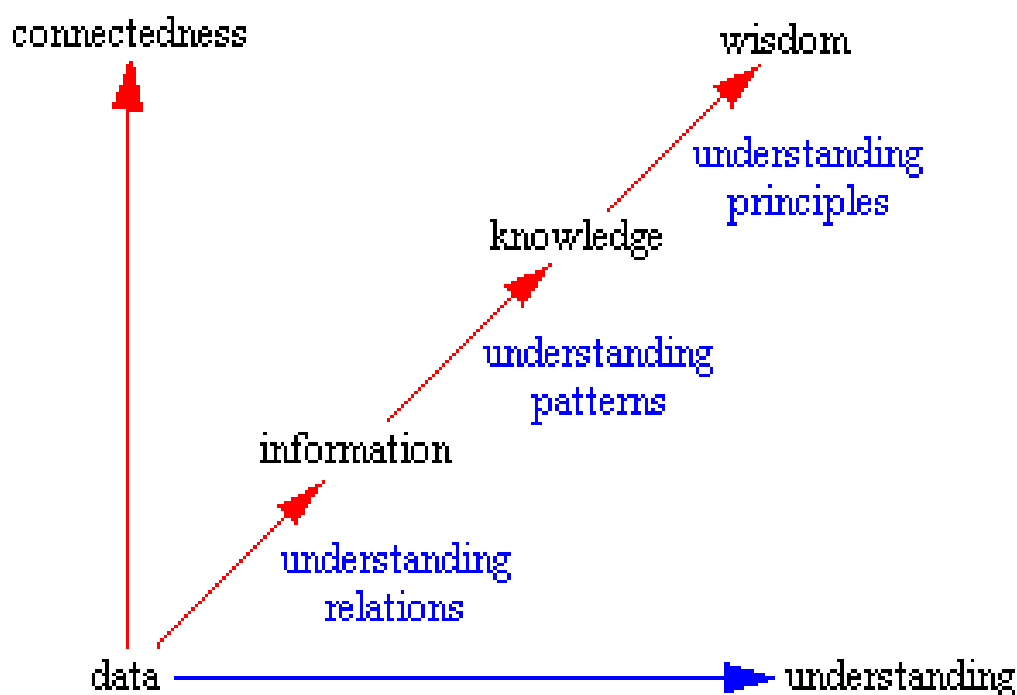 connectedness
wisdom
understanding
principles
knowledge
understanding
patterns
information
understanding
relations
data
understanding